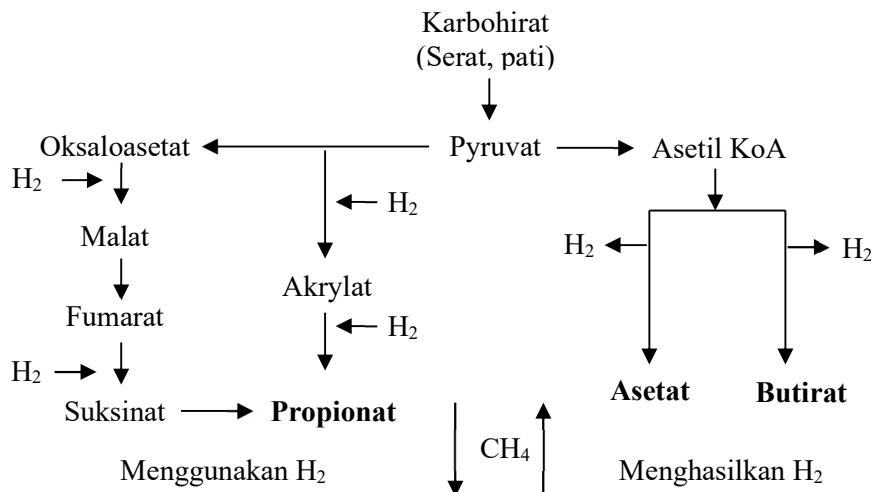 Karbohirat
(Serat, pati)
Oksaloasetat
Pyruvat
Asetil KoA
H₂
H₂
Malat
H₂
H₂
Akrylat
Fumarat
H₂
H₂
Suksinat
Propionat
Asetat
Butirat
CH₄
Menggunakan H₂
Menghasilkan H₂